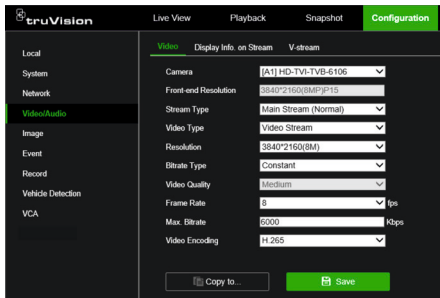 truVision
Live View
Playback
Snapshot
Configuration
Local
System
Network
Video/Audio
Image
Event
Record
Vehicle Detection
VCA
Video
Display Info. on Stream
V-stream
Camera
[A1] HD-TVI-TVB-6106
Front-end Resolution
3840*2160(8MP)P15
Stream Type
Main Stream (Normal)
Video Type
Video Stream
Resolution
3840*2160(8M)
Bitrate Type
Constant
Video Quality
Medium
Frame Rate
8
fps
Max. Bitrate
6000
Kbps
Video Encoding
H.265
Copy to...
Save